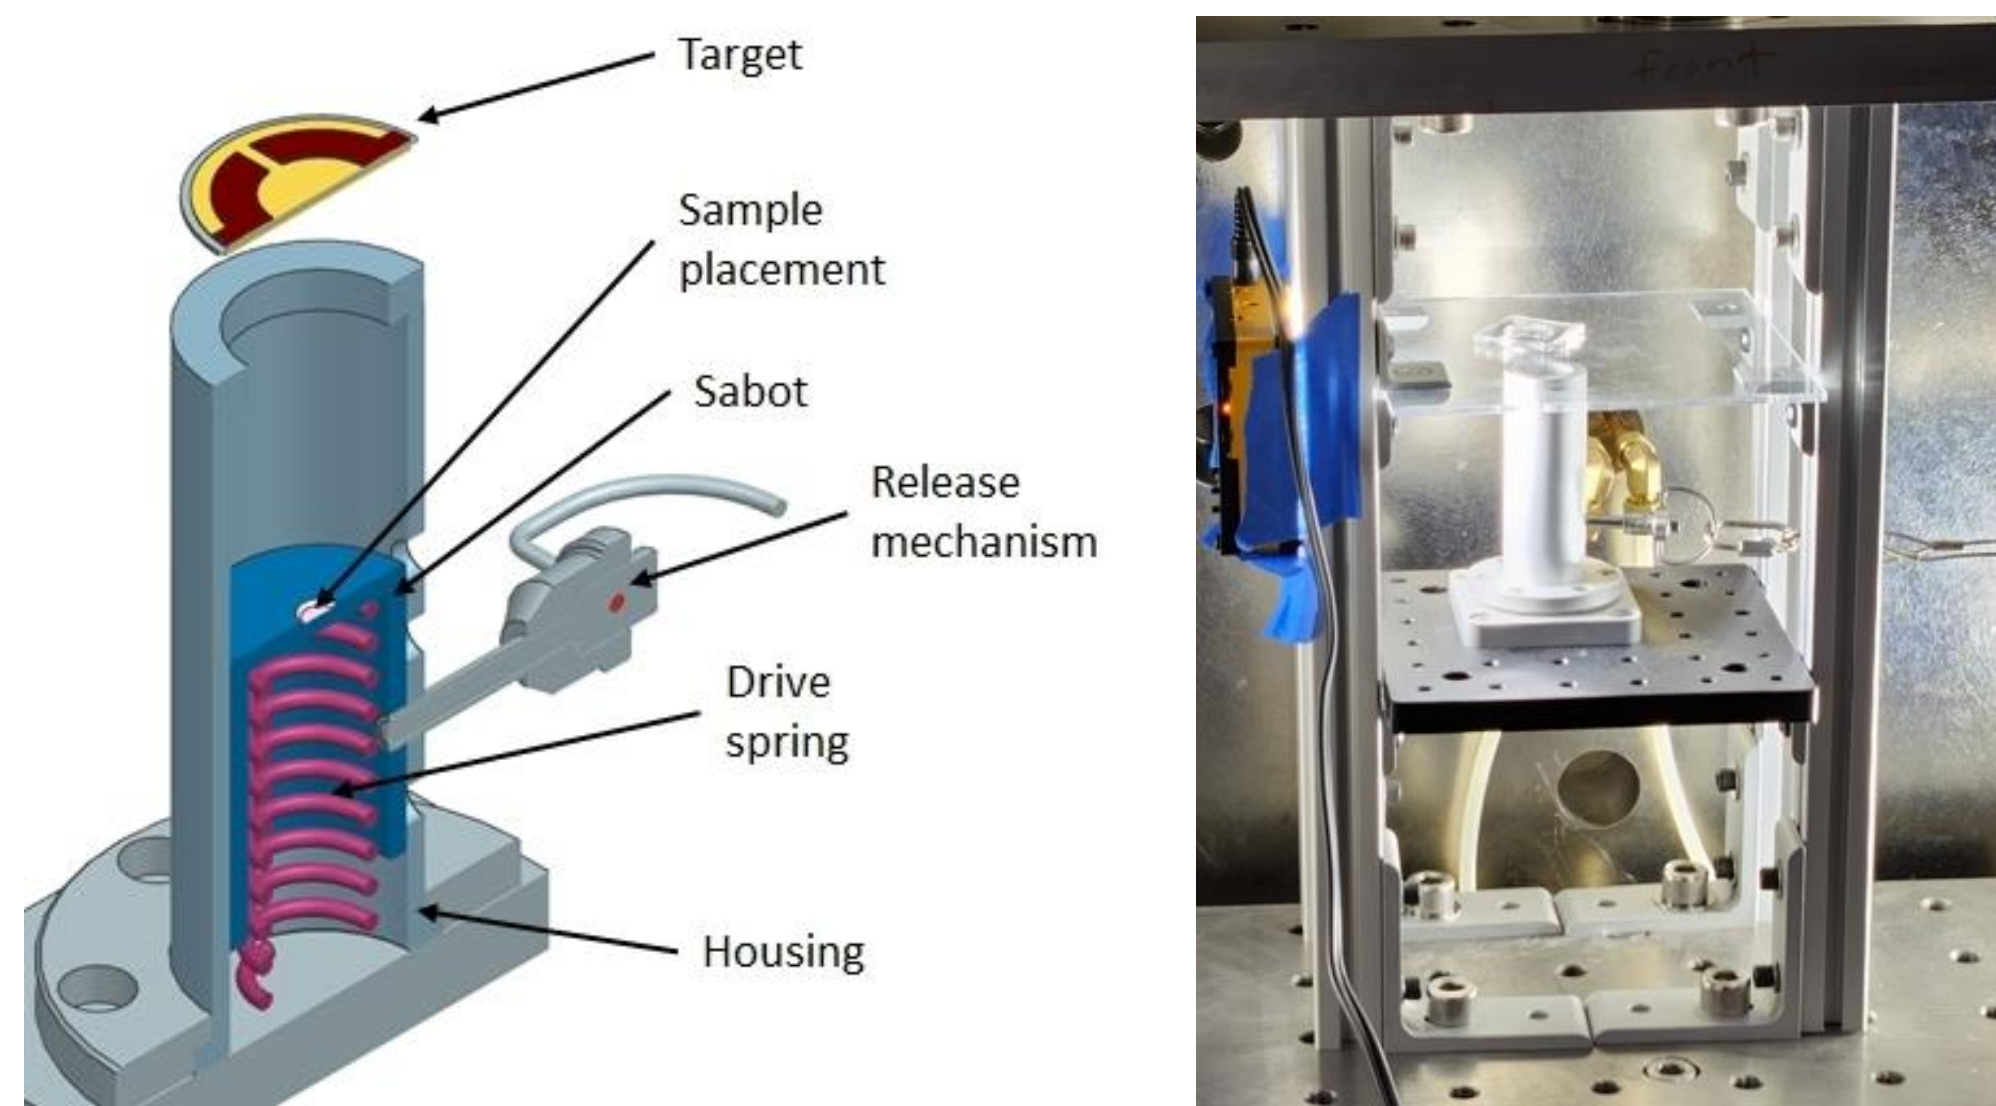 Target
Sample
placement
Sabot
Release
mechanism
Drive
spring
Housing